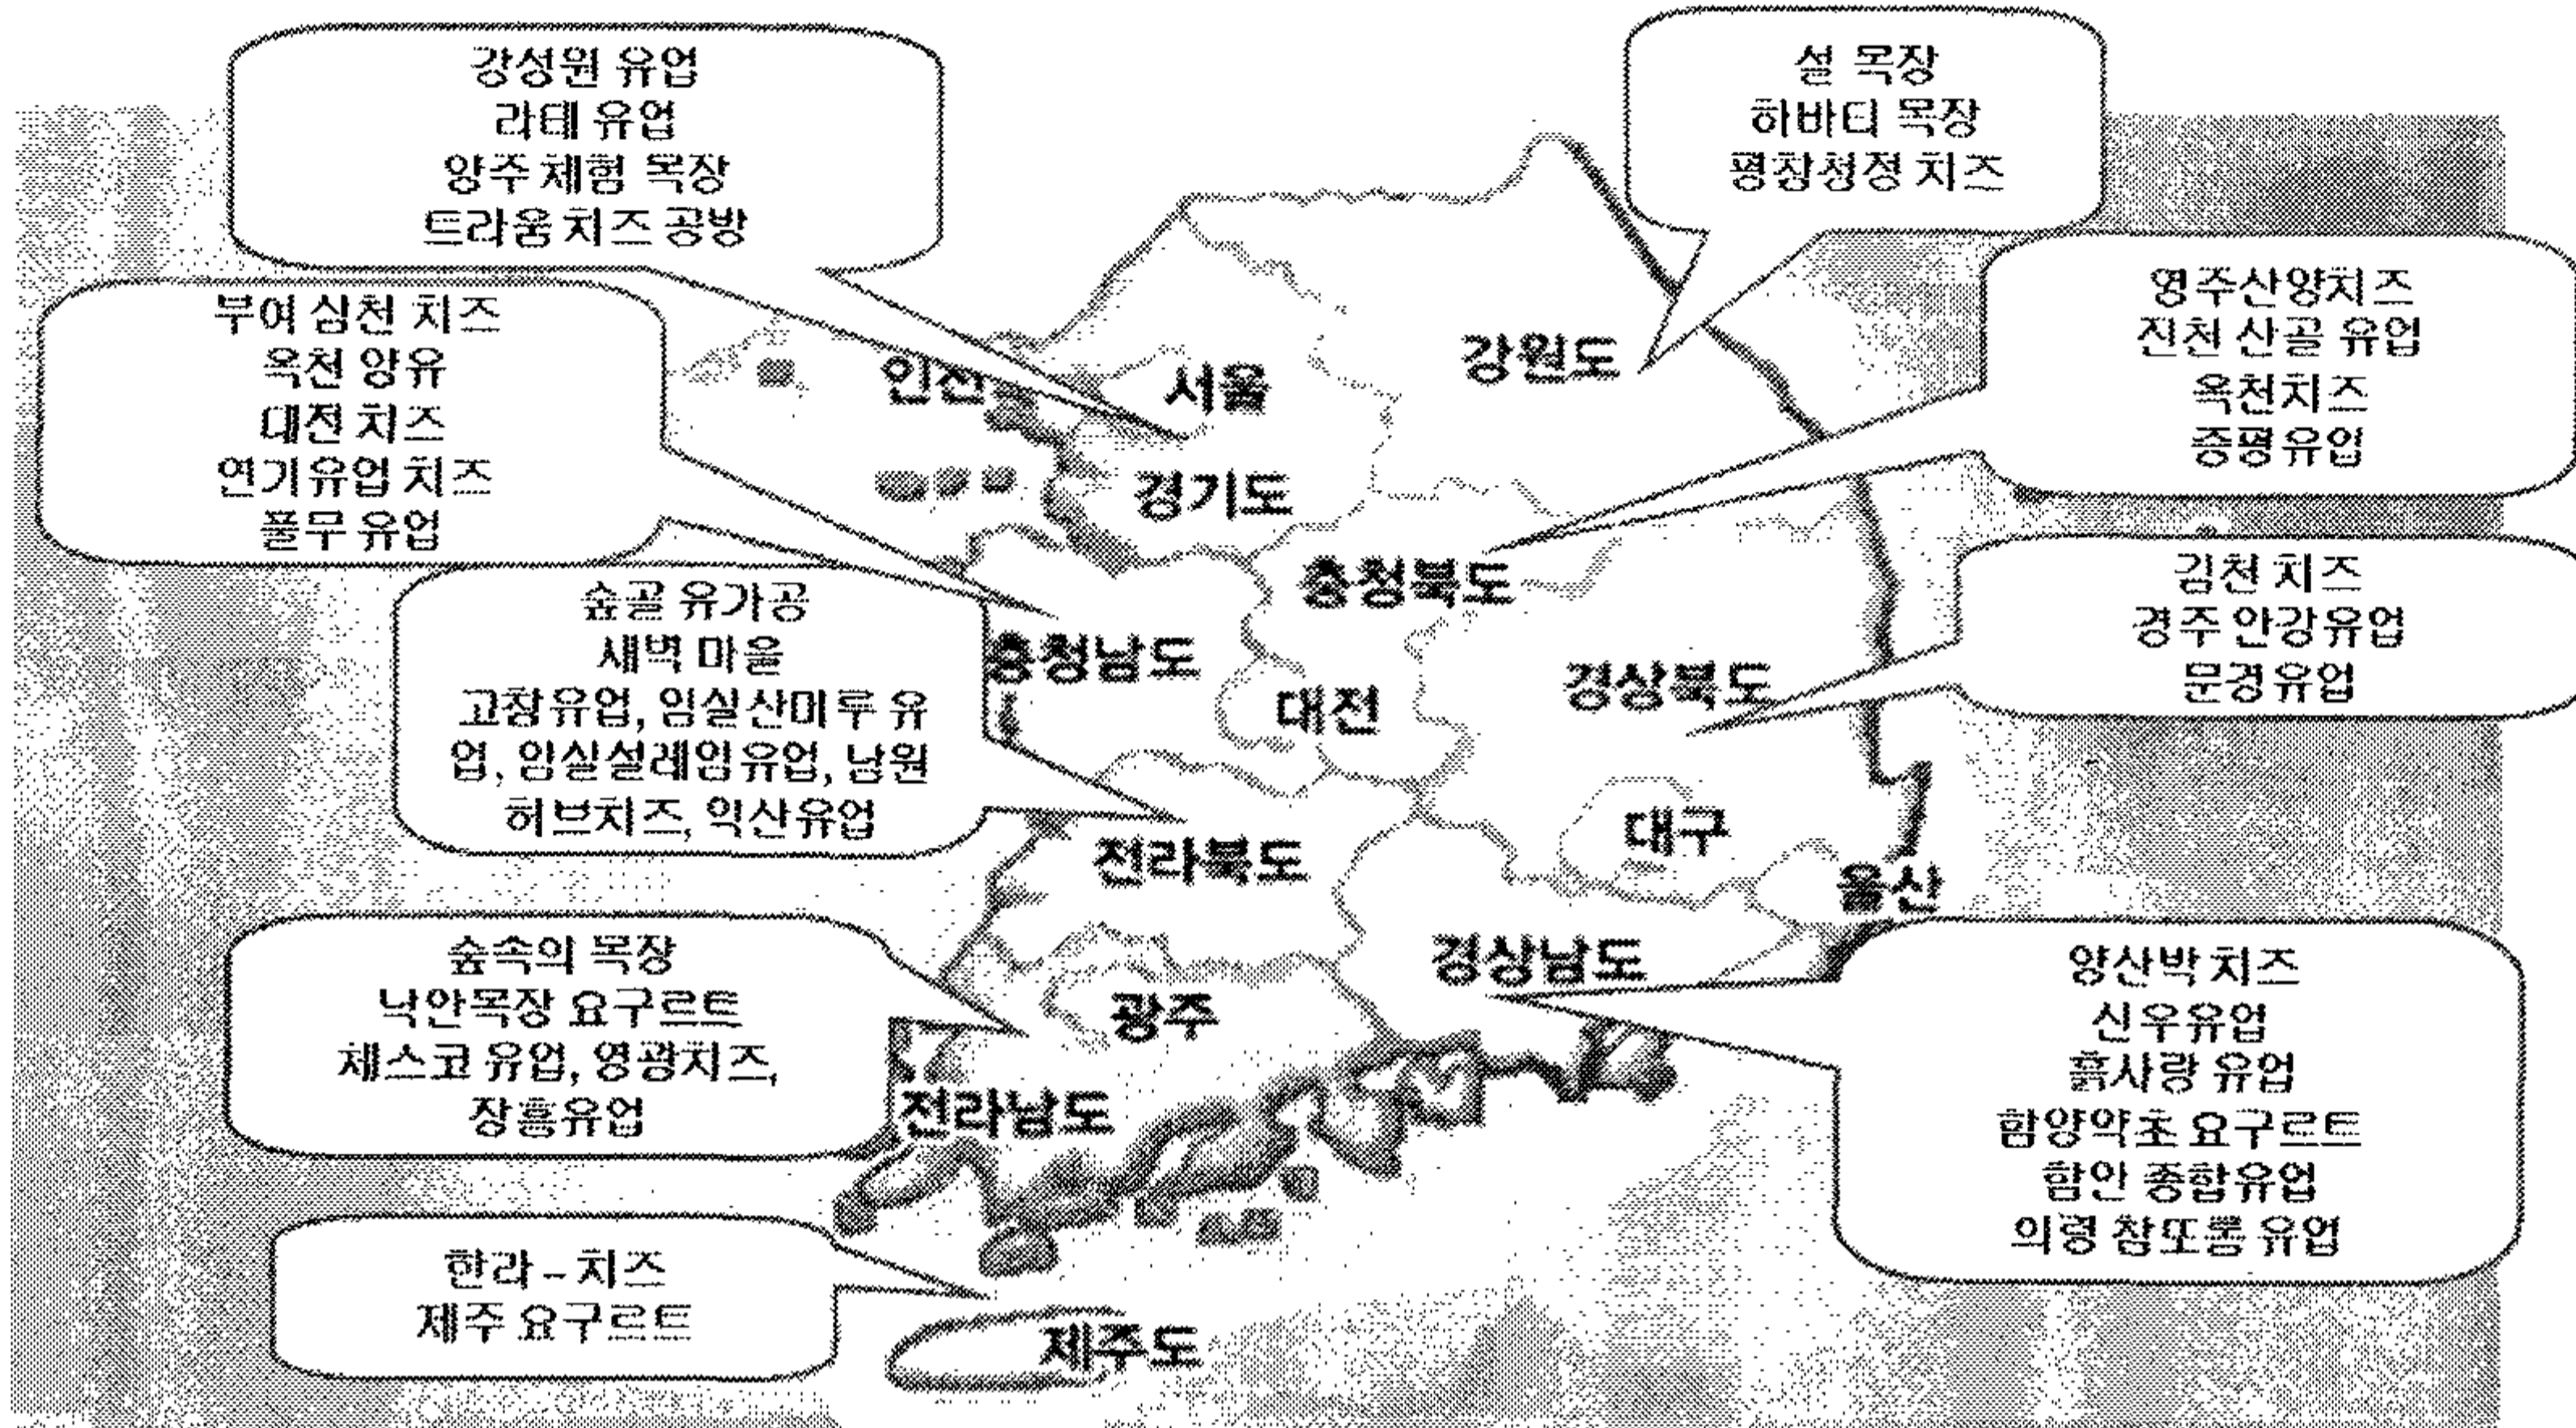 강성원 유업
라테 유업
양주 체험 목장
드라움 치즈 공방
설 목장
하바티 목장
평창청정 치즈
부여 삼천 치즈
옥천 양유
대전 치즈
연기유업 치즈
풀무 유업
영주산양치즈
진천 산골 유업
옥천치즈
증평유업
숲골 유가공
새벽 마을
고창유업, 임실산미루 유
업, 임실설레임유업, 남원
허브치즈, 익산유업
김천 치즈
경주 안강유업
문경유업
숲속의 목장
낙안목장 요구르트
체스코 유업, 영광치즈,
장흥유업
양산박 치즈
신우유업
흙사랑 유업
함양약초 요구르트
함안 종합유업
의령 참또롬 유업
한라 – 치즈
제주 요구르트
인천
서울
강원도
경기도
충청북도
충청남도
대전
경상북도
대구
울산
전라북도
경상남도
광주
전라남도
제주도